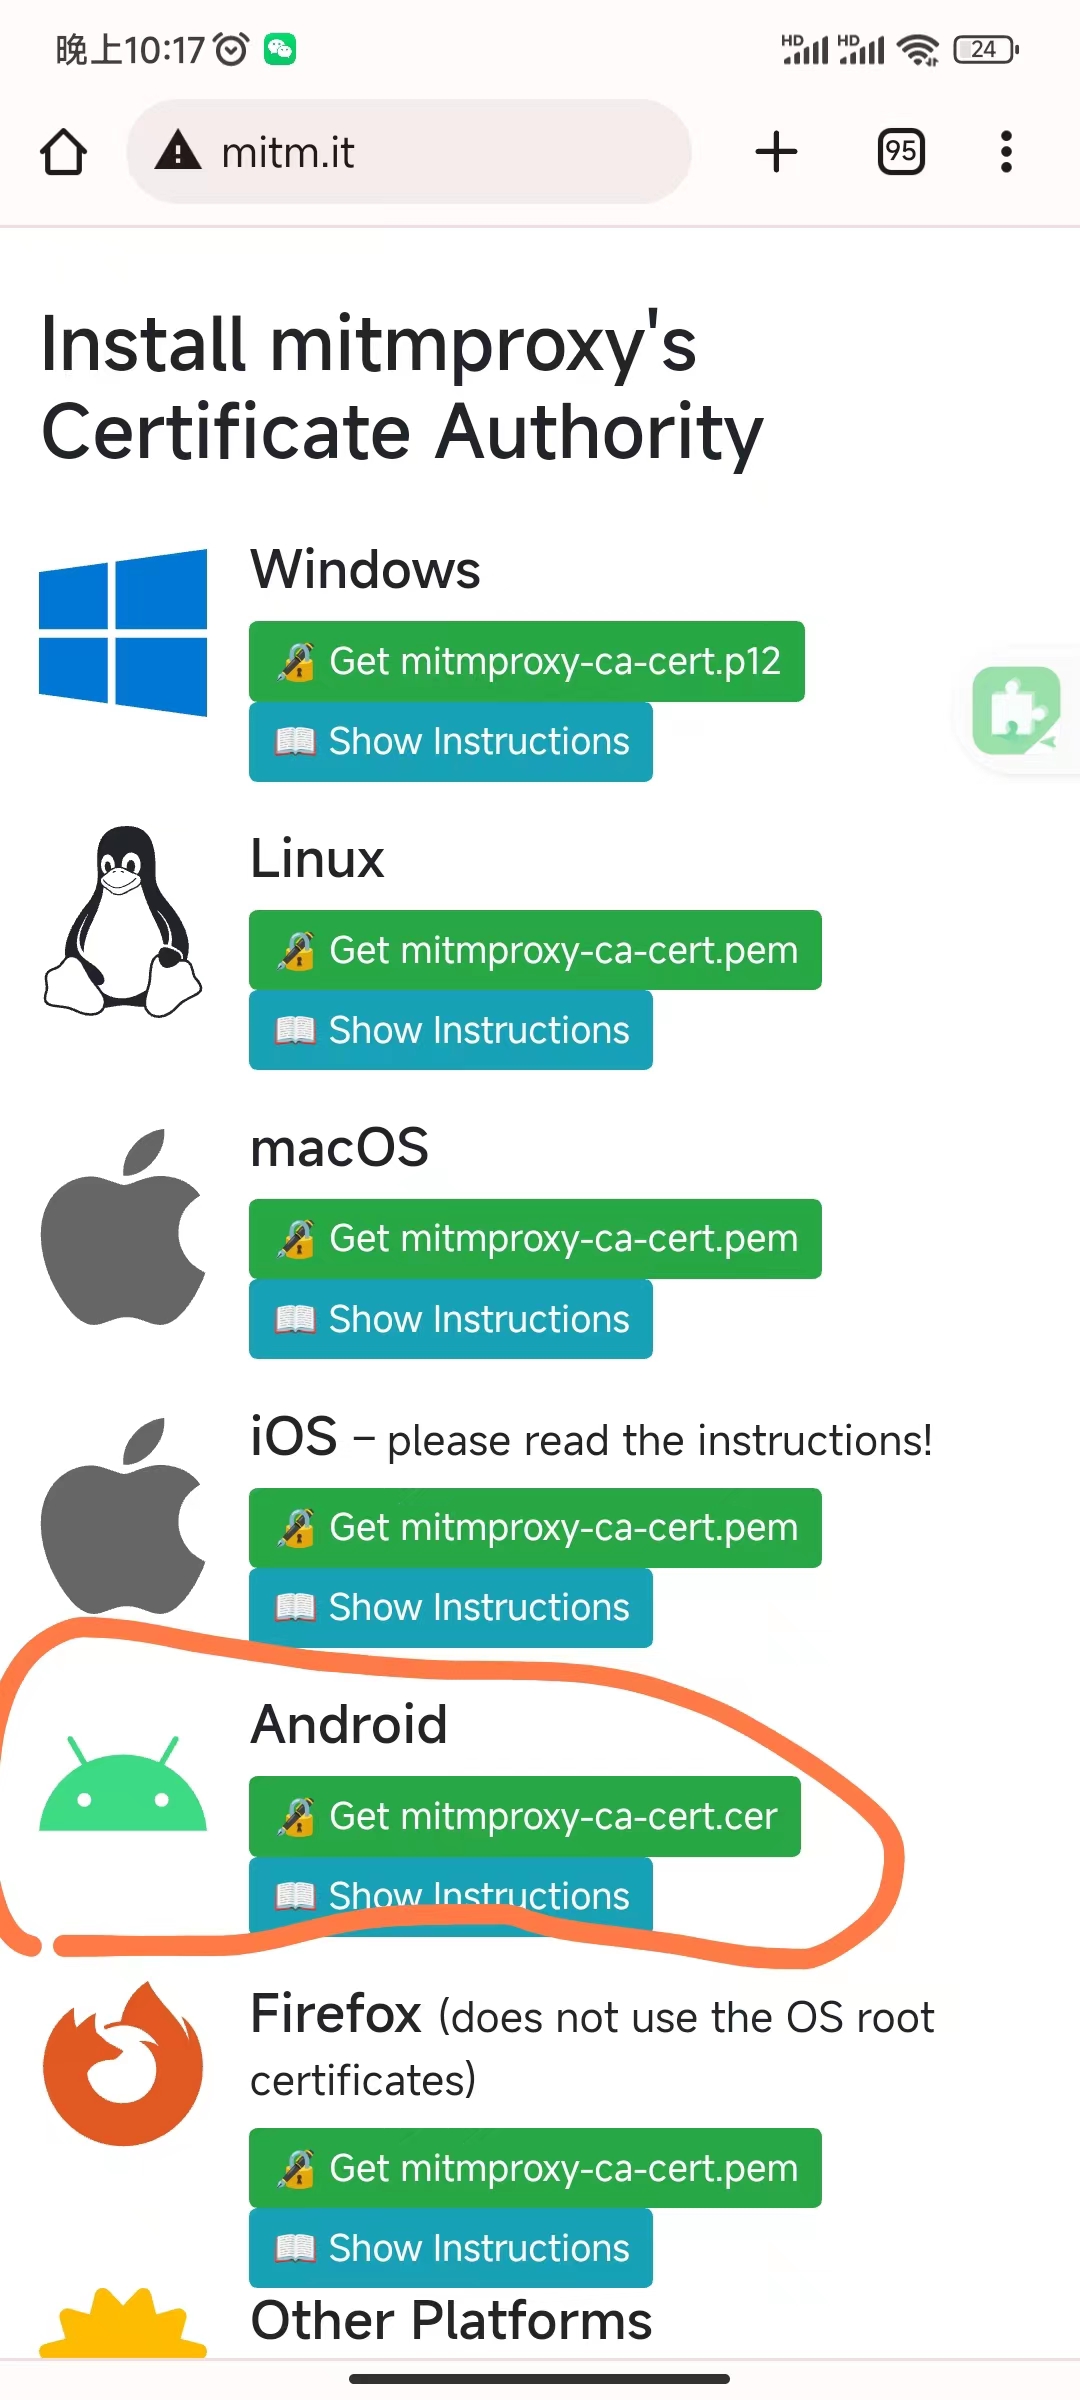 晚上10:17
HD HD 24
mitm.it
95
Install mitmproxy's
Certificate Authority
Windows
Get mitmproxy-ca-cert.p12
Show Instructions
Linux
Get mitmproxy-ca-cert.pem
Show Instructions
macOS
Get mitmproxy-ca-cert.pem
Show Instructions
iOS – please read the instructions!
Get mitmproxy-ca-cert.pem
Show Instructions
Android
Get mitmproxy-ca-cert.cer
Show Instructions
Firefox (does not use the OS root
certificates)
Get mitmproxy-ca-cert.pem
Show Instructions
Other Platforms